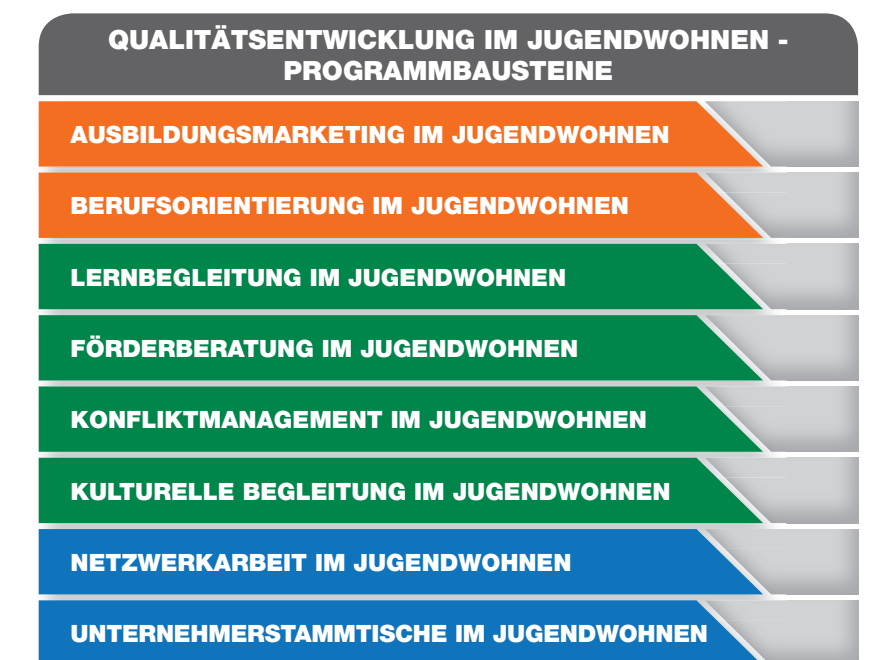 QUALITÄTSENTWICKLUNG IM JUGENDWOHNEN -
PROGRAMMBAUSTEINE
AUSBILDUNGSMARKETING IM JUGENDWOHNEN
BERUFSORIENTIERUNG IM JUGENDWOHNEN
LERNBEGLEITUNG IM JUGENDWOHNEN
FÖRDERBERATUNG IM JUGENDWOHNEN
KONFLIKTMANAGEMENT IM JUGENDWOHNEN
KULTURELLE BEGLEITUNG IM JUGENDWOHNEN
NETZWERKARBEIT IM JUGENDWOHNEN
UNTERNEHMERSTAMMTISCHE IM JUGENDWOHNEN